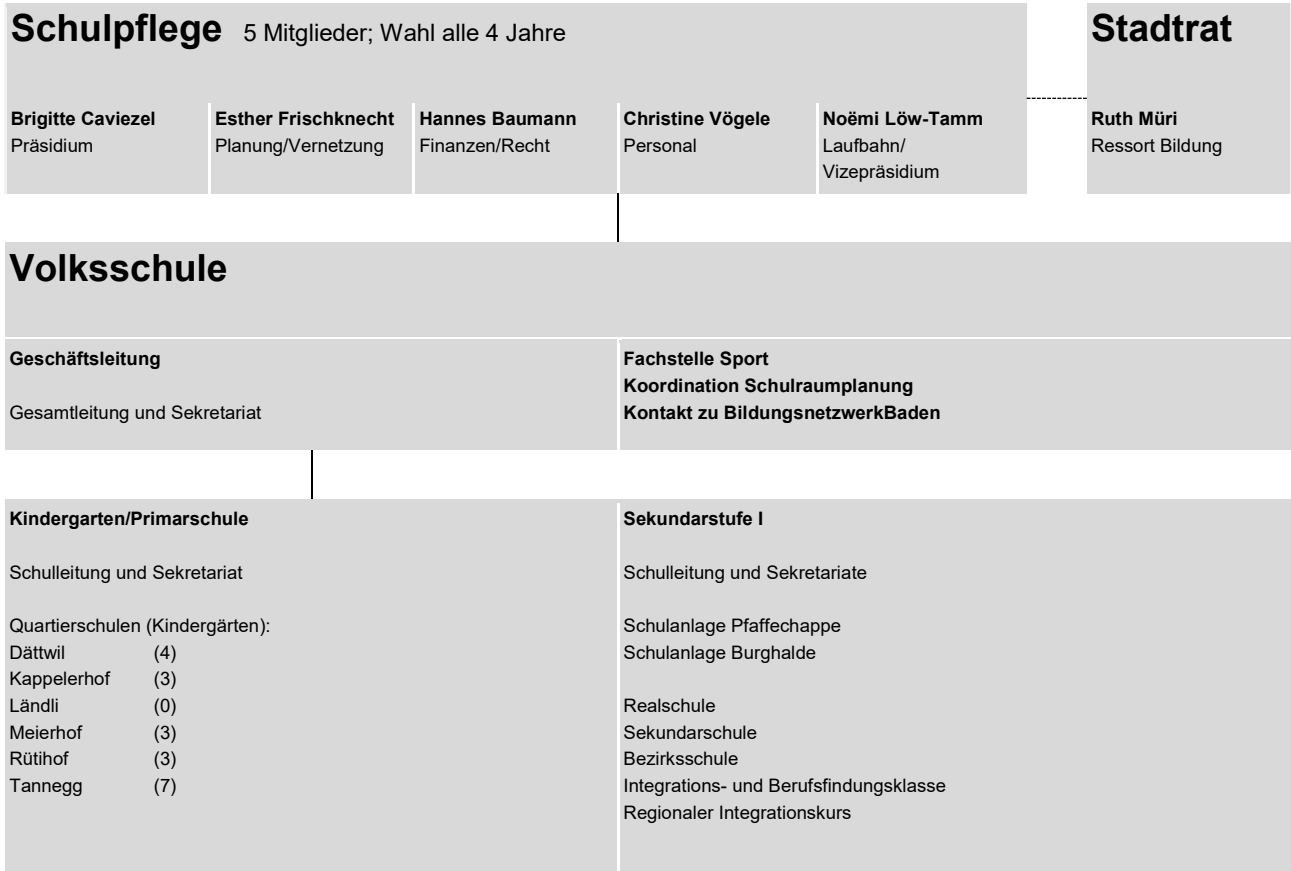 Schulpflege 5 Mitglieder; Wahl alle 4 Jahre
Stadtrat
Brigitte Caviezel
Präsidium
Esther Frischknecht
Planung/Vernetzung
Hannes Baumann
Finanzen/Recht
Christine Vögele
Personal
Noëmi Löw-Tamm
Laufbahn/
Vizepräsidium
Ruth Müri
Ressort Bildung
Volksschule
Geschäftsleitung
Gesamtleitung und Sekretariat
Fachstelle Sport
Koordination Schulraumplanung
Kontakt zu BildungsnetzwerkBaden
Kindergarten/Primarschule
Schulleitung und Sekretariat
Quartierschulen (Kindergärten):
Dättwil (4)
Kappelerhof (3)
Ländli (0)
Meierhof (3)
Rütihof (3)
Tannegg (7)
Sekundarstufe I
Schulleitung und Sekretariate
Schulanlage Pfaffechappe
Schulanlage Burghalde
Realschule
Sekundarschule
Bezirksschule
Integrations- und Berufsfindungsklasse
Regionaler Integrationskurs